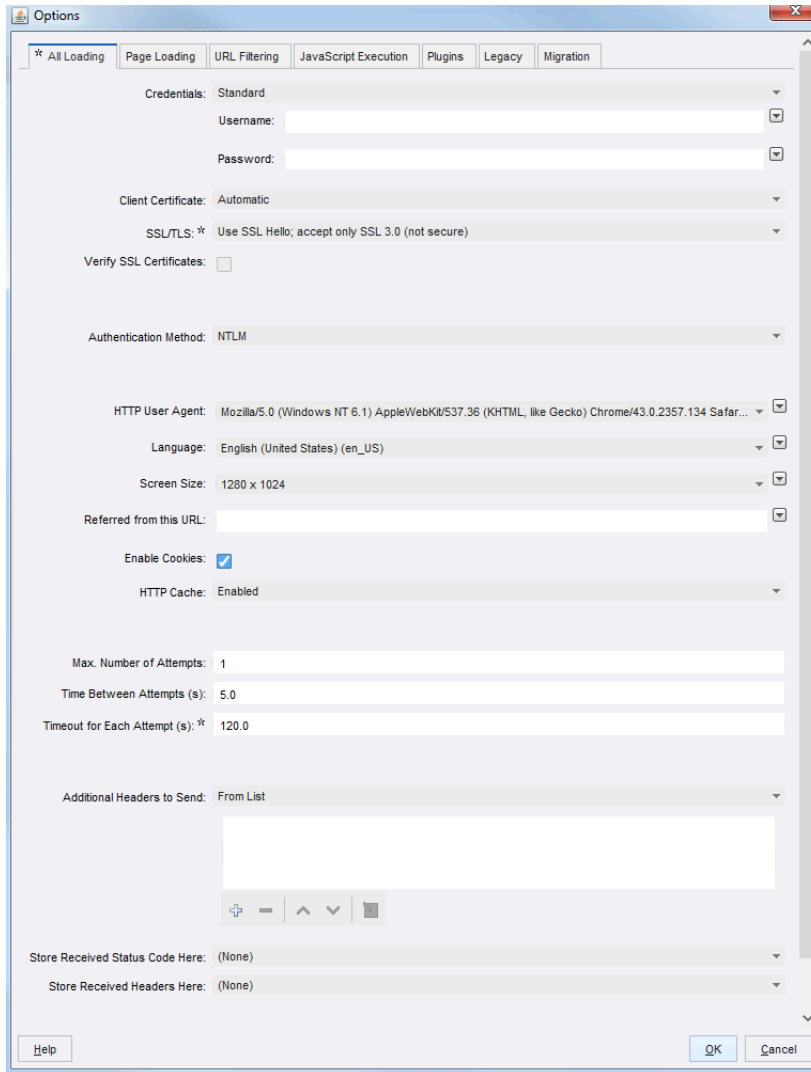 Options
* All Loading Page Loading URL Filtering JavaScript Execution Plugins Legacy Migration
Credentials: Standard
Username:
Password:
Client Certificate: Automatic
SSL/TLS: * Use SSL Hello; accept only SSL 3.0 (not secure)
Verify SSL Certificates:
Authentication Method: NTLM
HTTP User Agent: Mozilla/5.0 (Windows NT 6.1) AppleWebKit/537.36 (KHTML, like Gecko) Chrome/43.0.2357.134 Safar...
Language: English (United States) (en_US)
Screen Size: 1280 x 1024
Referred from this URL:
Enable Cookies:
HTTP Cache: Enabled
Max. Number of Attempts: 1
Time Between Attempts (s): 5.0
Timeout for Each Attempt (s): * 120.0
Additional Headers to Send: From List
Store Received Status Code Here: (None)
Store Received Headers Here: (None)
Help OK Cancel